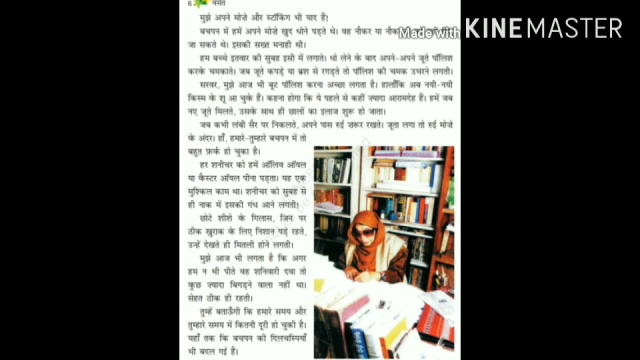 6
वसंत
Made with KINEMASTER
मुझे अपने मोज़े और स्टॉकिंग भी याद हैं!
बचपन में हमें अपने मोज़े खुद धोने पड़ते थे। वह नौकर या नौक
जा सकते थे। इसकी सख्त मनाही थी।
हम बच्चे इतवार की सुबह इसी में लगाते। धो लेने के बाद अपने-अपने जूते पॉलिश
करके चमकाते। जब जूते कपड़े या ब्रश से रगड़ते तो पॉलिश की चमक उभरने लगती।
सरवर, मुझे आज भी बूट पॉलिश करना अच्छा लगता है। हालाँकि अब नयी-नयी
किस्म के शू आ चुके हैं। कहना होगा कि ये पहले से कहीं ज्यादा आरामदेह हैं। हमें जब
नए जूते मिलते, उसके साथ ही छालों का इलाज शुरू हो जाता।
जब कभी लंबी सैर पर निकलते, अपने पास रुई ज़रूर रखते। जूता लगा तो रुई मोज़े
के अंदर। हाँ, हमारे-तुम्हारे बचपन में तो
बहुत फ़र्क हो चुका है।
हर शनीचर को हमें ऑलिव ऑयल
या कैस्टर ऑयल पीना पड़ता। यह एक
मुश्किल काम था। शनीचर को सुबह से
ही नाक में इसकी गंध आने लगती!
छोटे शीशे के गिलास, जिन पर
ठीक खुराक के लिए निशान पड़े रहते,
उन्हें देखते ही मितली होने लगती।
मुझे आज भी लगता है कि अगर
हम न भी पीते वह शनिवारी दवा तो
कुछ ज्यादा बिगड़ने वाला नहीं था।
सेहत ठीक ही रहती।
तुम्हें बताऊँगी कि हमारे समय और
तुम्हारे समय में कितनी दूरी हो चुकी है।
यहाँ तक कि बचपन की दिलचस्पियाँ
भी बदल गई हैं।